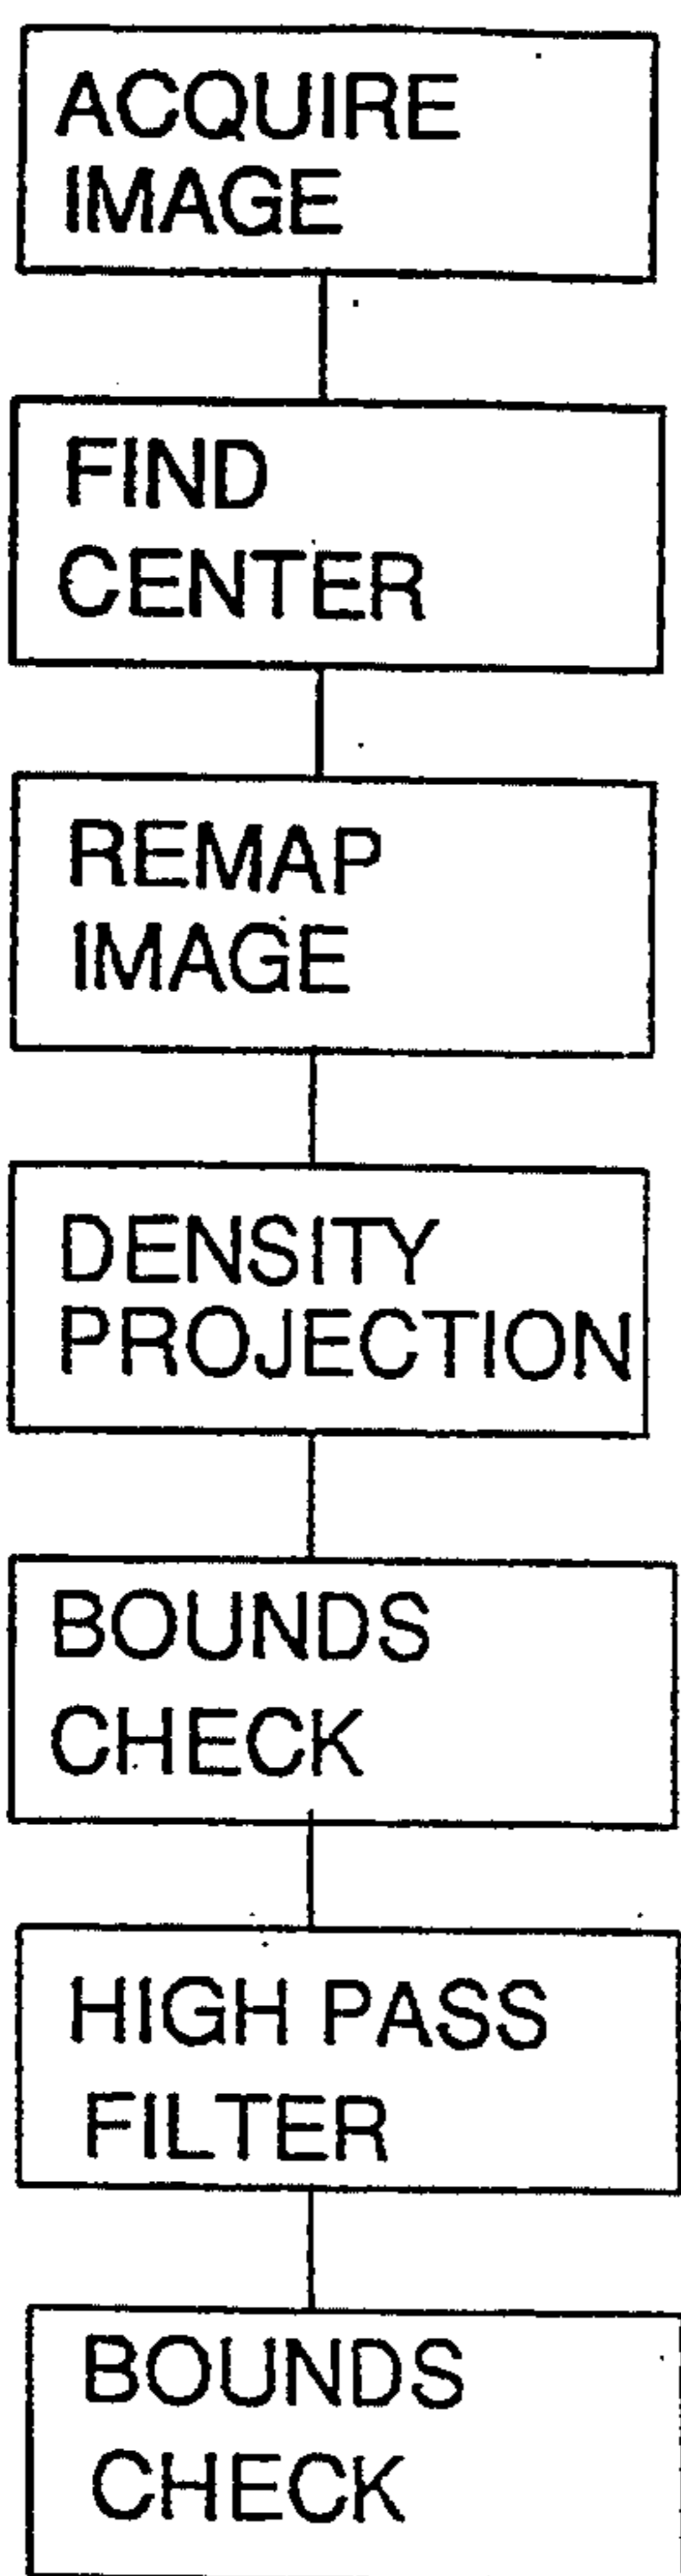 ACQUIRE
IMAGE
FIND
CENTER
REMAP
IMAGE
DENSITY
PROJECTION
BOUNDS
CHECK
HIGH PASS
FILTER
BOUNDS
CHECK